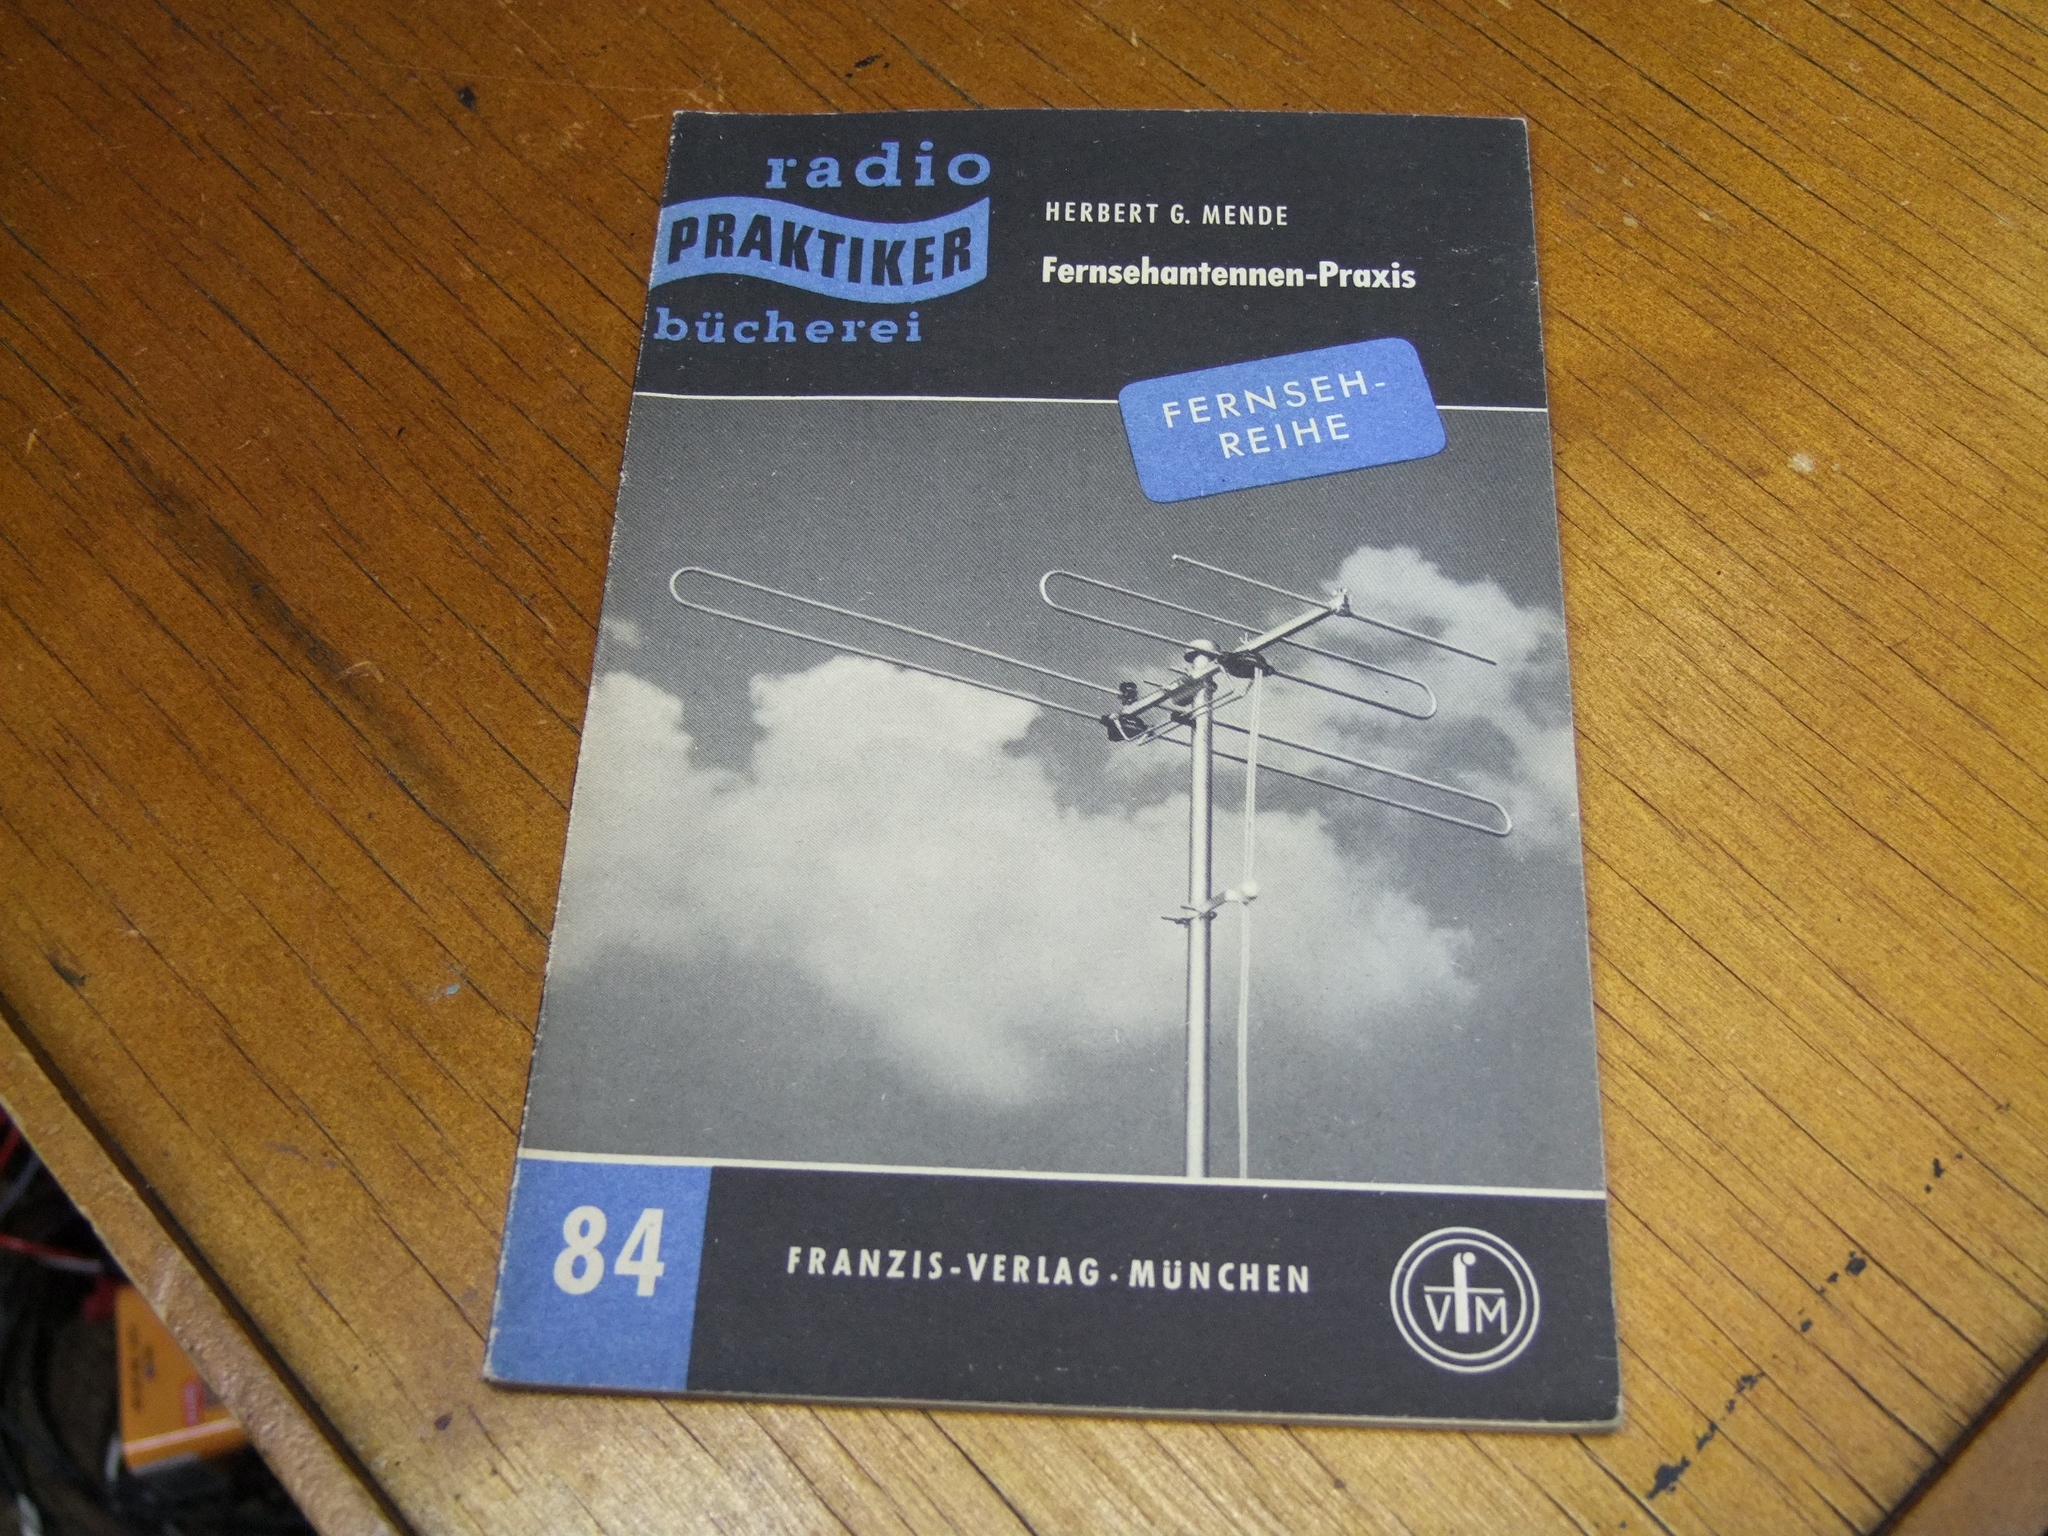 radio
PRAKTIKER
bücherei
HERBERT G. MENDE
Fernsehantennen-Praxis
FERNSEH-
REIHE
84
FRANZIS-VERLAG · MÜNCHEN
VfM